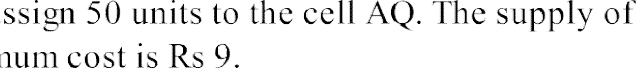 ssign 50 units to the cell AQ. The supply of
num cost is Rs 9.